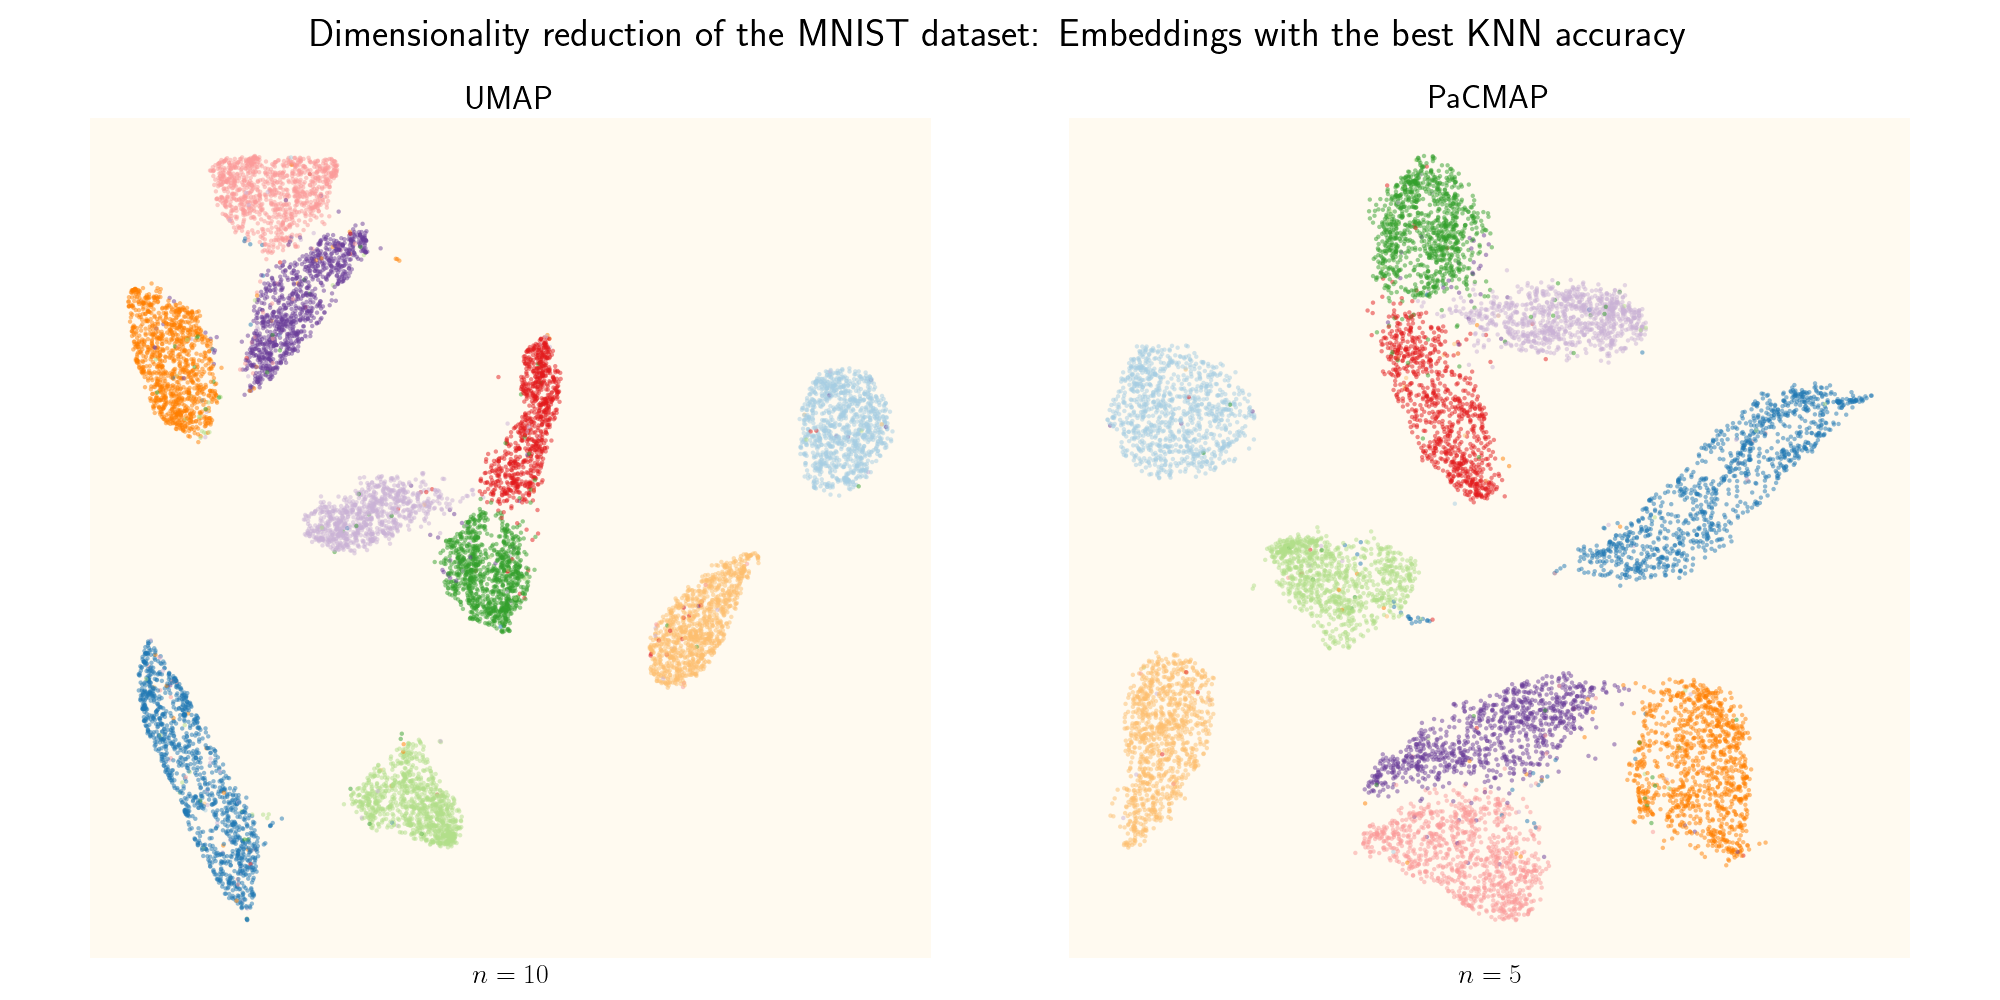 Dimensionality reduction of the MNIST dataset: Embeddings with the best KNN accuracy
UMAP
PaCMAP
n = 10
n = 5